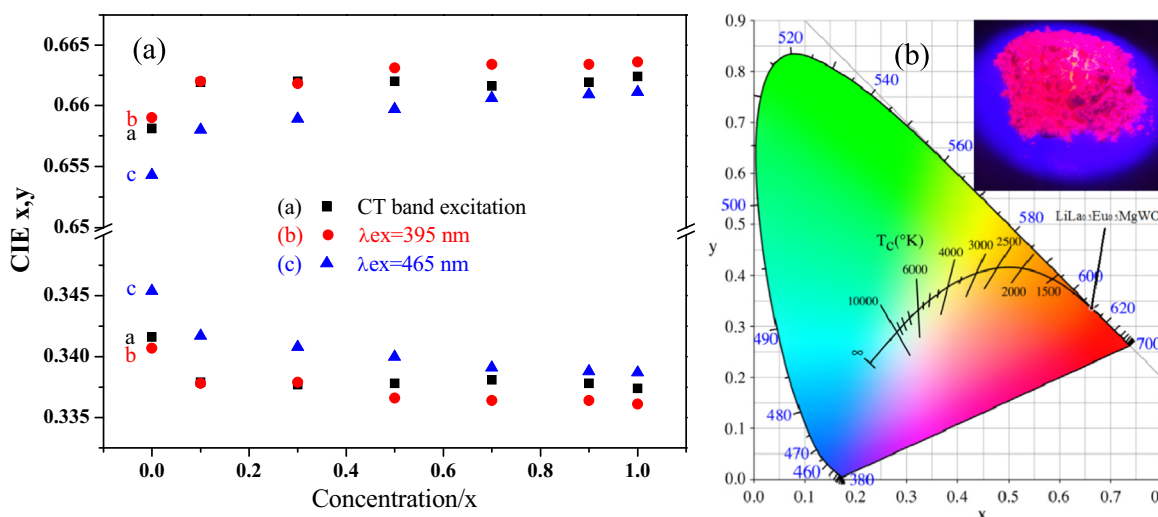 (a)
CIE x,y
0.665
0.66
0.655
0.65
0.345
0.340
0.335
b
a
c
c
a
b
(a) ■ CT band excitation
(b) ● λex=395 nm
(c) ▲ λex=465 nm
0.0 0.2 0.4 0.6 0.8 1.0
Concentration/x
(b)
y
0.9
0.8
0.7
0.6
0.5
0.4
0.3
0.2
0.1
0.0
520
540
560
500
580
LiLa0.5Eu0.5MgWO
Tc(°K)
4000
3000
2500
6000
600
10000
2000
1500
620
490
∞
700
480
470
460
380
0.0 0.1 0.2 0.3 0.4 0.5 0.6 0.7
x